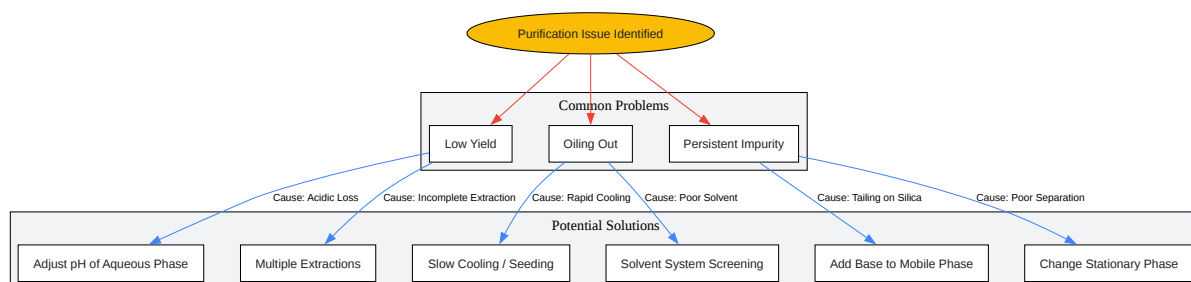 Purification Issue Identified
Common Problems
Low Yield
Oiling Out
Persistent Impurity
Cause: Acidic Loss
Cause: Incomplete Extraction
Cause: Rapid Cooling
Cause: Poor Solvent
Cause: Tailing on Silica
Cause: Poor Separation
Potential Solutions
Adjust pH of Aqueous Phase
Multiple Extractions
Slow Cooling / Seeding
Solvent System Screening
Add Base to Mobile Phase
Change Stationary Phase